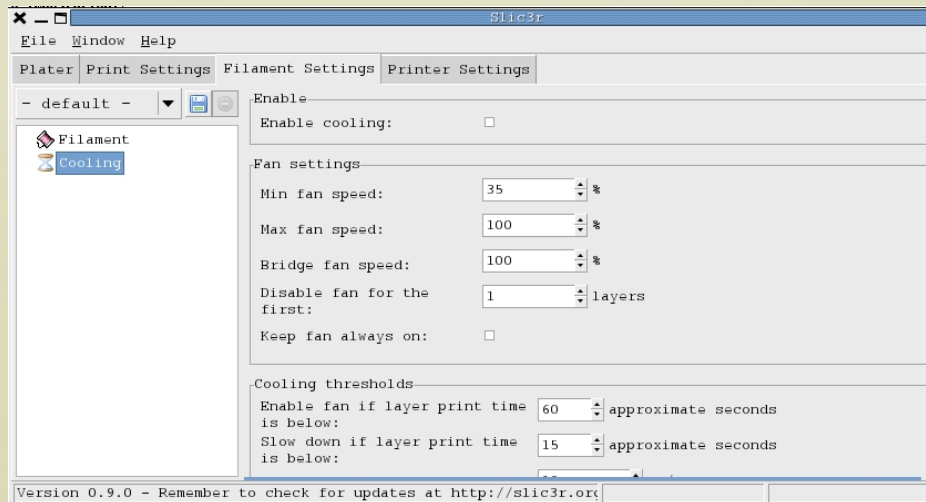 Slic3r
File Window Help
Plater Print Settings Filament Settings Printer Settings
- default -
Filament
Cooling
Enable
Enable cooling:
Fan settings
Min fan speed: 35 %
Max fan speed: 100 %
Bridge fan speed: 100 %
Disable fan for the first: 1 layers
Keep fan always on:
Cooling thresholds
Enable fan if layer print time is below: 60 approximate seconds
Slow down if layer print time is below: 15 approximate seconds
Version 0.9.0 - Remember to check for updates at http://slic3r.org